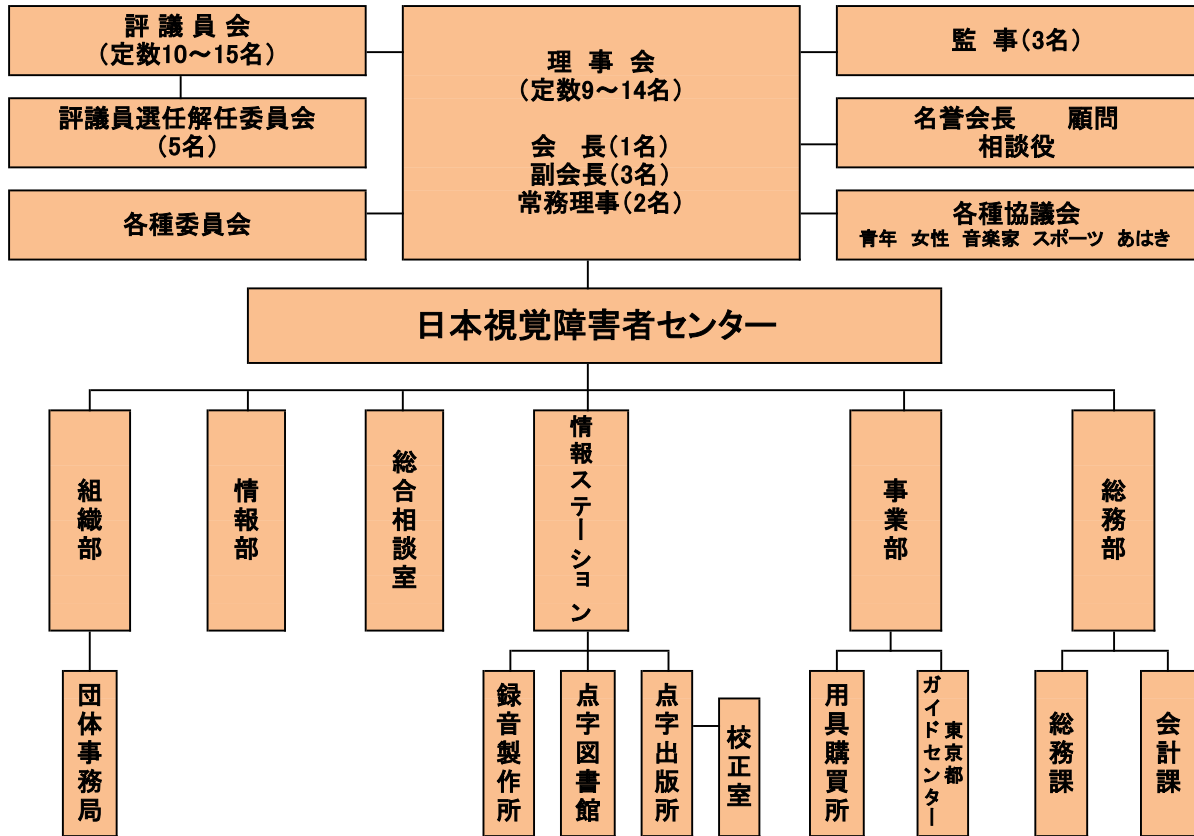 評議員会
(定数10～15名)
評議員選任解任委員会
(5名)
各種委員会
理事会
(定数9～14名)
会　長(1名)
副会長(3名)
常務理事(2名)
監　事(3名)
名誉会長　　顧問
相談役
各種協議会
青年　女性　音楽家　スポーツ　あはき
日本視覚障害者センター
組織部
情報部
総合相談室
情報ステーション
事業部
総務部
団体事務局
録音製作所
点字図書館
点字出版所
校正室
用具購買所
東京都
ガイドセンター
総務課
会計課